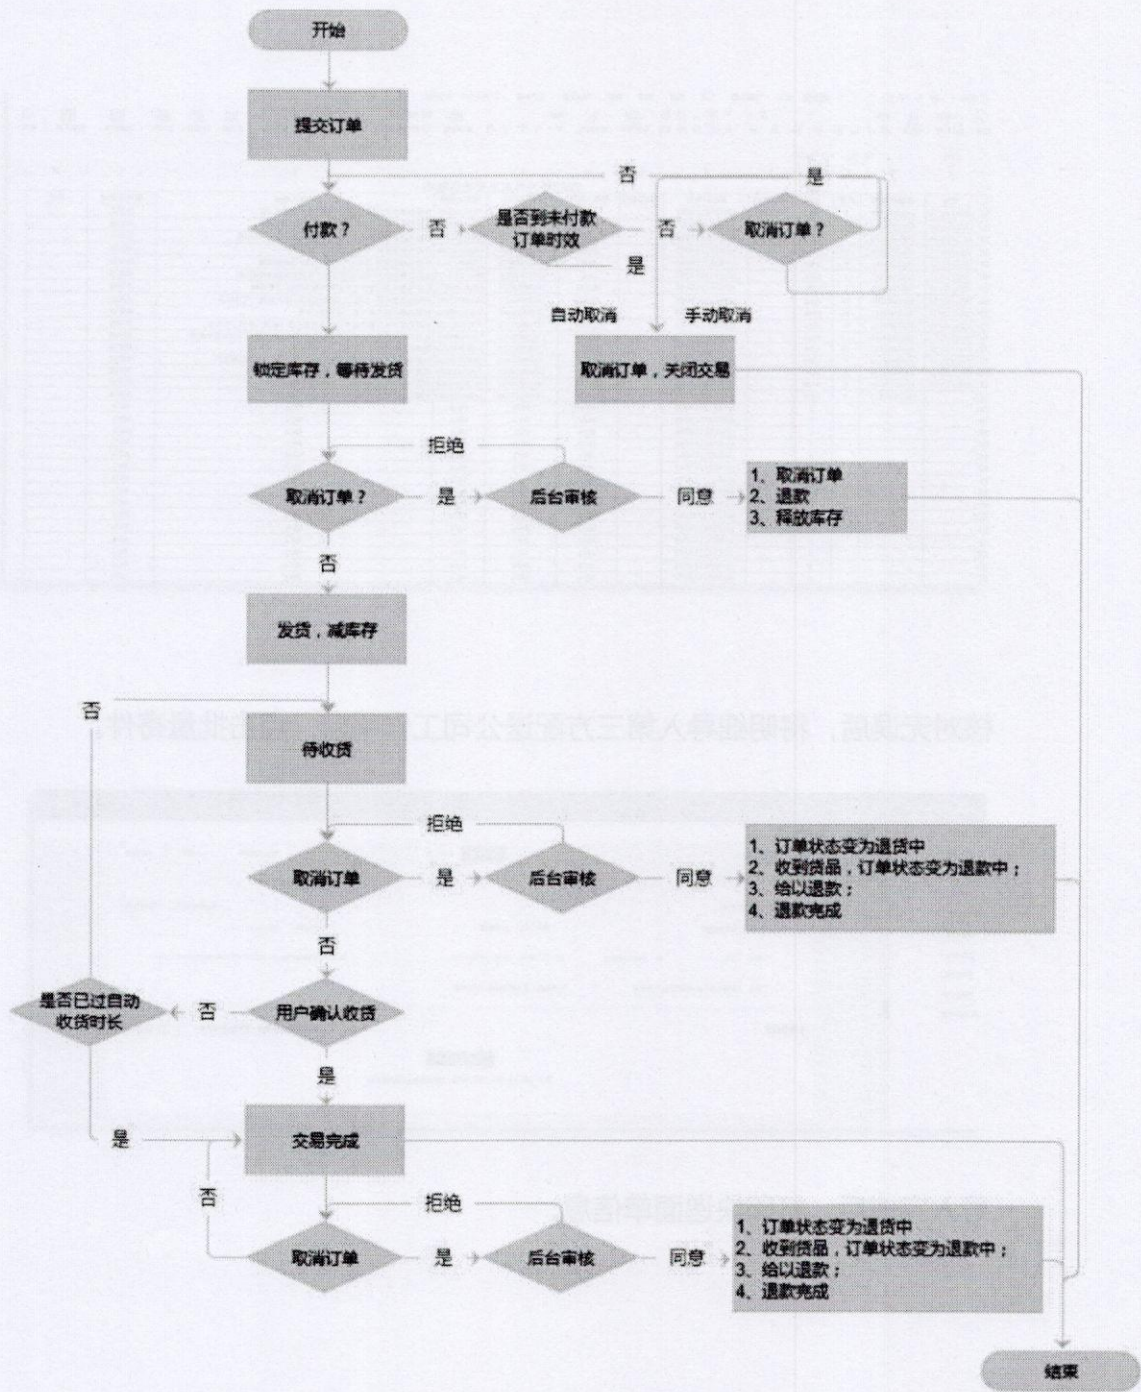 开始
提交订单
否
是
付款？
否
是否到未付款
订单时效
否
取消订单？
是
自动取消
手动取消
锁定库存，等待发货
取消订单，关闭交易
拒绝
取消订单？
是
后台审核
同意
1、取消订单
2、退款
3、释放库存
否
发货，减库存
否
待收货
拒绝
取消订单
是
后台审核
同意
1、订单状态变为退货中
2、收到货品，订单状态变为退款中；
3、给以退款；
4、退款完成
否
是否已过自动
收货时长
否
用户确认收货
是
是
交易完成
否
拒绝
取消订单
是
后台审核
同意
1、订单状态变为退货中
2、收到货品，订单状态变为退款中；
3、给以退款；
4、退款完成
结束